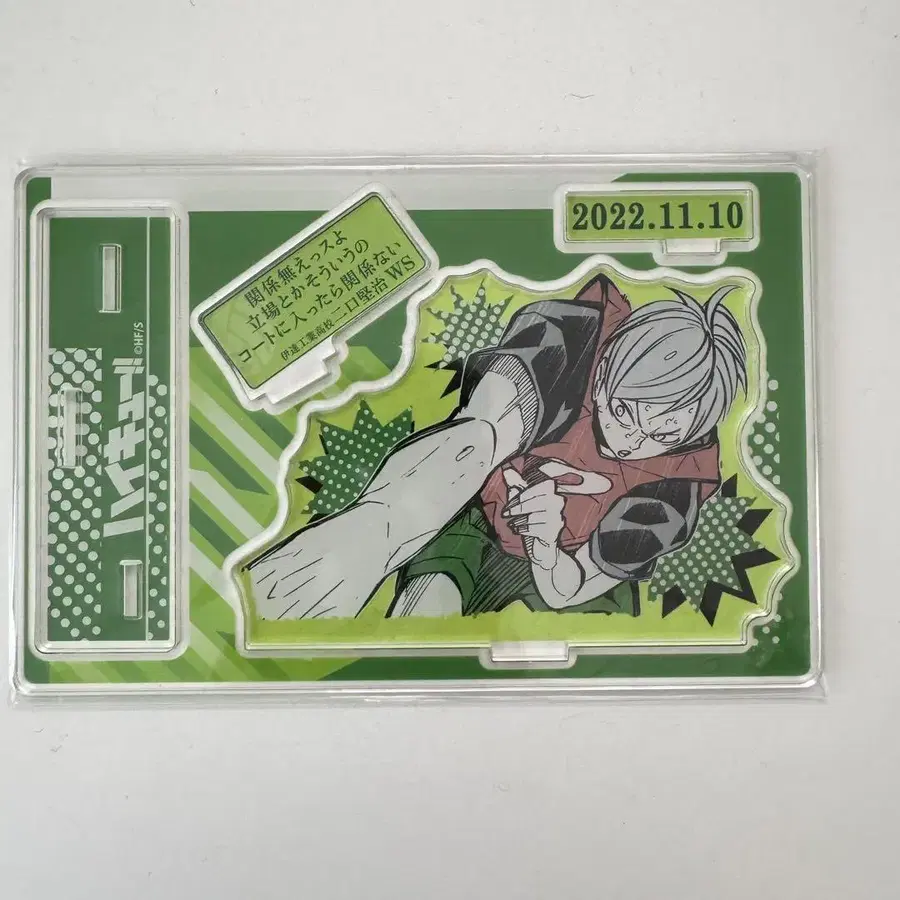 2022.11.10
関係無えっスよ
立場とかそういうの
コートに入ったら関係ない
伊達工業高校 二口堅治 WS
ハイキュー!!
©HF/S